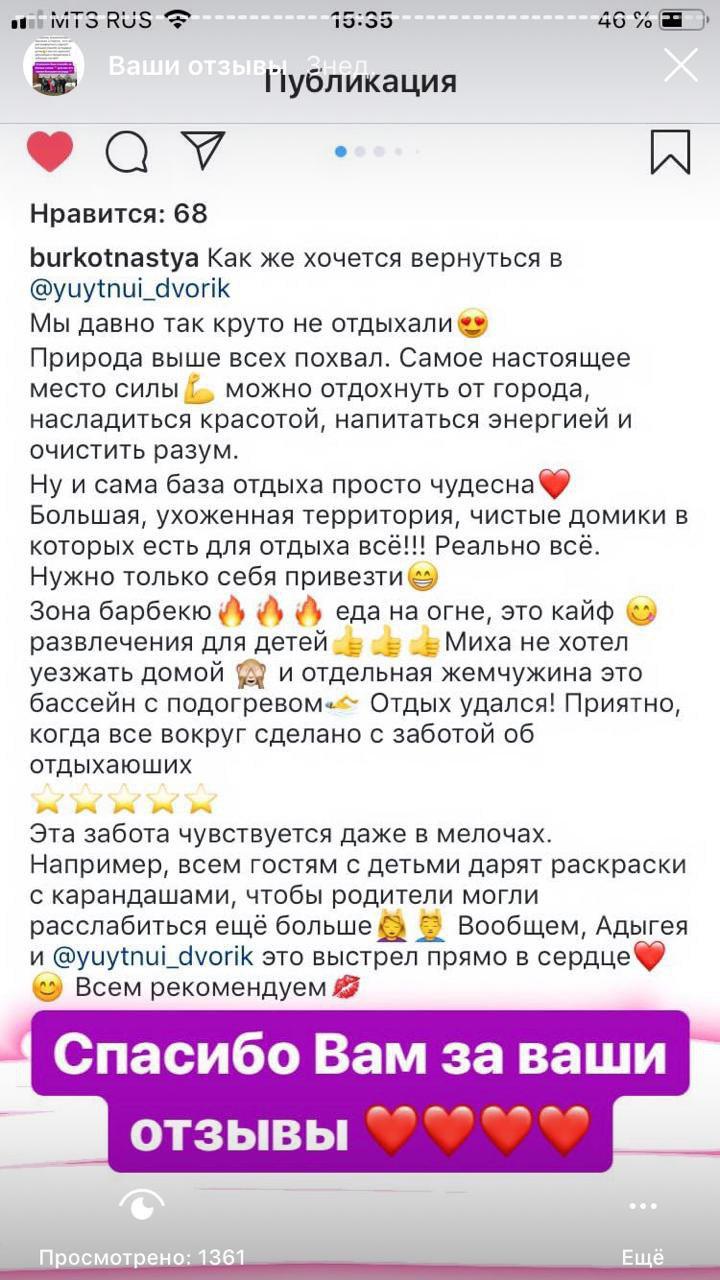 MTS RUS 15:35 46 %
Ваши отзывы 3 нед.
Публикация
Нравится: 68
burkotnastya Как же хочется вернуться в
@yuytnui_dvorik
Мы давно так круто не отдыхали😍
Природа выше всех похвал. Самое настоящее
место силы💪 можно отдохнуть от города,
насладиться красотой, напитаться энергией и
очистить разум.
Ну и сама база отдыха просто чудесна❤️
Большая, ухоженная территория, чистые домики в
которых есть для отдыха всё!!! Реально всё.
Нужно только себя привезти😁
Зона барбекю🔥🔥🔥 еда на огне, это кайф 😋
развлечения для детей👍👍👍Миха не хотел
уезжать домой 🙈 и отдельная жемчужина это
бассейн с подогревом🏊 Отдых удался! Приятно,
когда все вокруг сделано с заботой об
отдыхаюших
⭐⭐⭐⭐⭐
Эта забота чувствуется даже в мелочах.
Например, всем гостям с детьми дарят раскраски
с карандашами, чтобы родители могли
расслабиться ещё больше💆‍♀️💆‍♂️ Вообщем, Адыгея
и @yuytnui_dvorik это выстрел прямо в сердце❤️
😊 Всем рекомендуем💋
Спасибо Вам за ваши
отзывы ❤️❤️❤️❤️
Просмотрено: 1361 Ещё